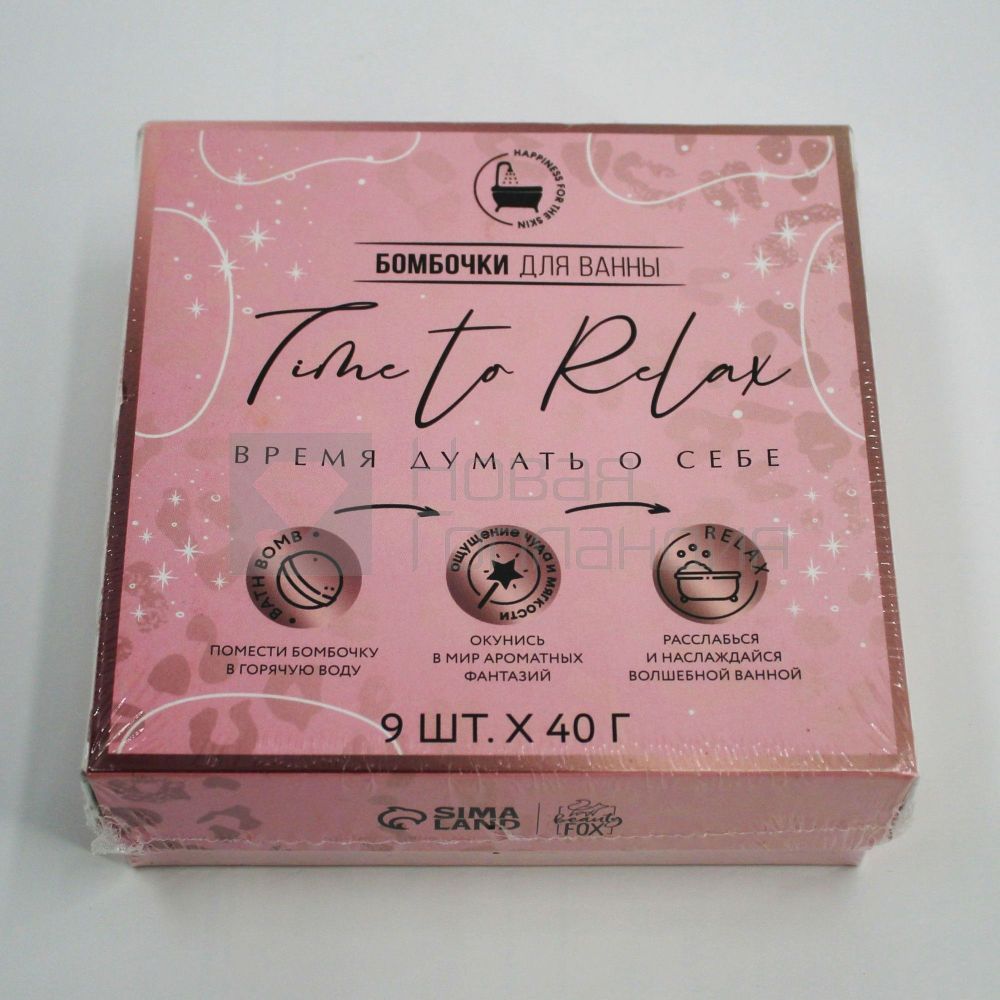 HAPPINESS FOR THE SKIN
БОМБОЧКИ ДЛЯ ВАННЫ
Time to Relax
ВРЕМЯ ДУМАТЬ О СЕБЕ
Новая
Голландия
BATH BOMB
ощущение чуда и мягкости
RELAX
ПОМЕСТИ БОМБОЧКУ
В ГОРЯЧУЮ ВОДУ
ОКУНИСЬ
В МИР АРОМАТНЫХ
ФАНТАЗИЙ
РАССЛАБЬСЯ
И НАСЛАЖДАЙСЯ
ВОЛШЕБНОЙ ВАННОЙ
9 ШТ. X 40 Г
SIMA
LAND
beauty
FOX